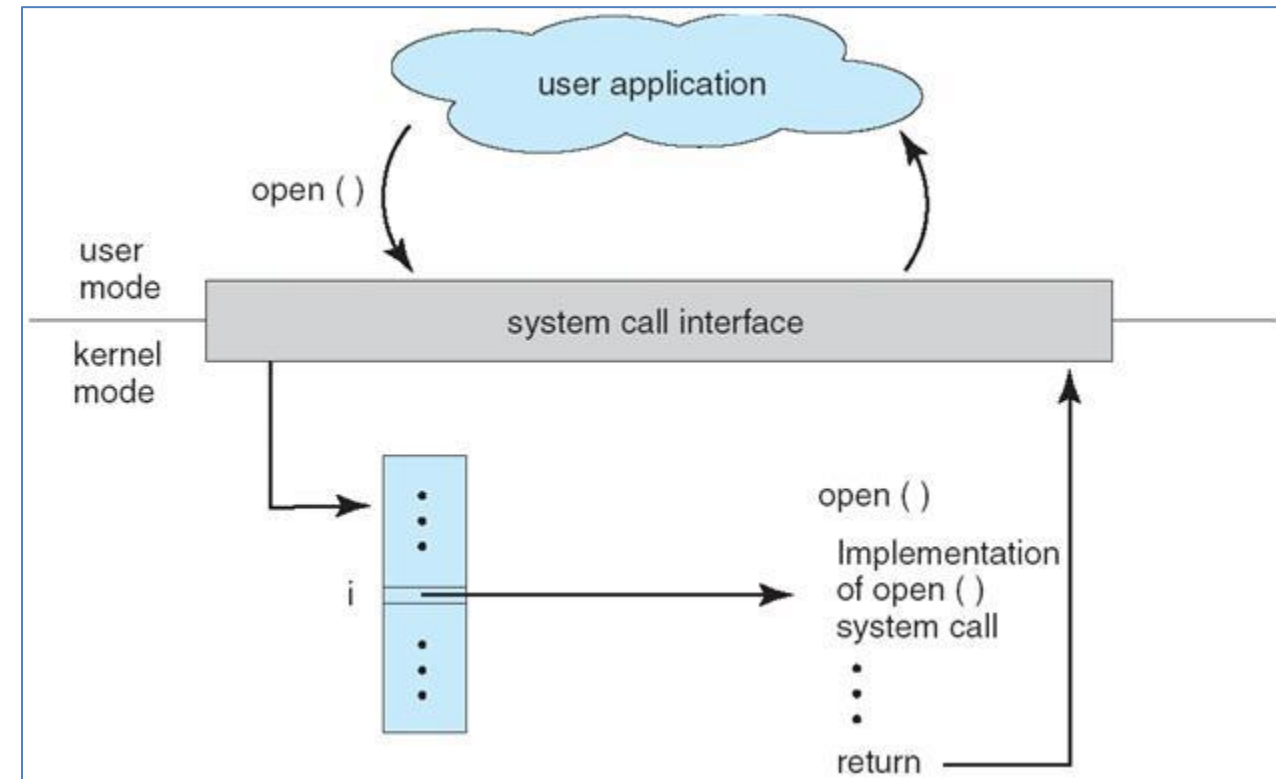 user application
open ( )
user
mode
system call interface
kernel
mode
open ( )
Implementation
of open ( )
system call
i
return